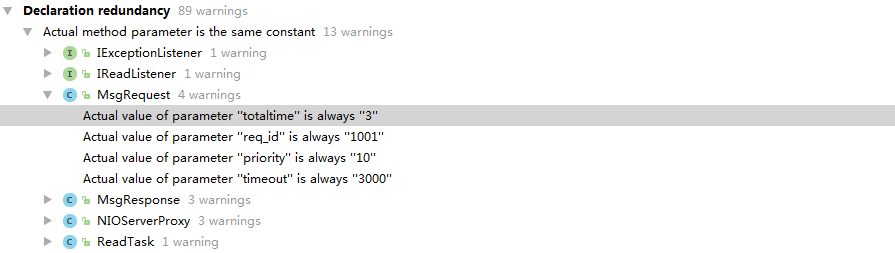 Declaration redundancy 89 warnings
Actual method parameter is the same constant 13 warnings
I IExceptionListener 1 warning
I IReadListener 1 warning
C MsgRequest 4 warnings
Actual value of parameter "totaltime" is always "3"
Actual value of parameter "req_id" is always "1001"
Actual value of parameter "priority" is always "10"
Actual value of parameter "timeout" is always "3000"
C MsgResponse 3 warnings
C NIOServerProxy 3 warnings
C ReadTask 1 warning